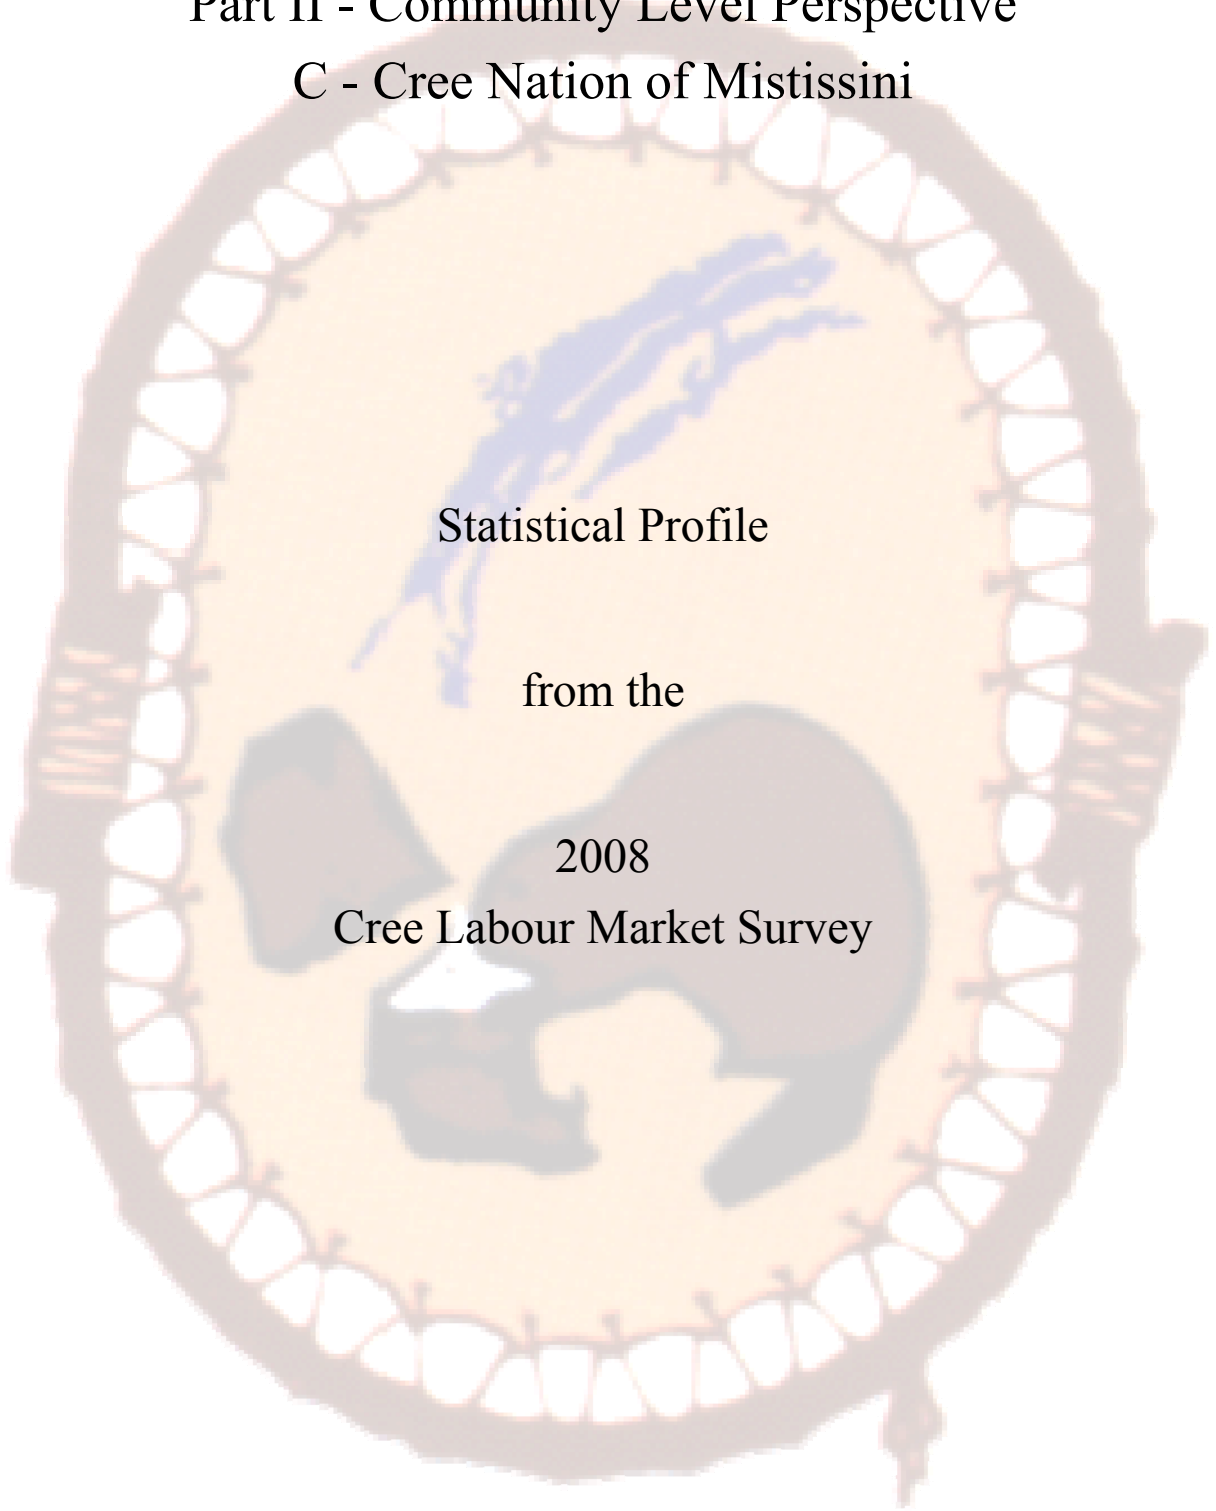 Part II - Community Level Perspective
C - Cree Nation of Mistissini
Statistical Profile
from the
2008
Cree Labour Market Survey